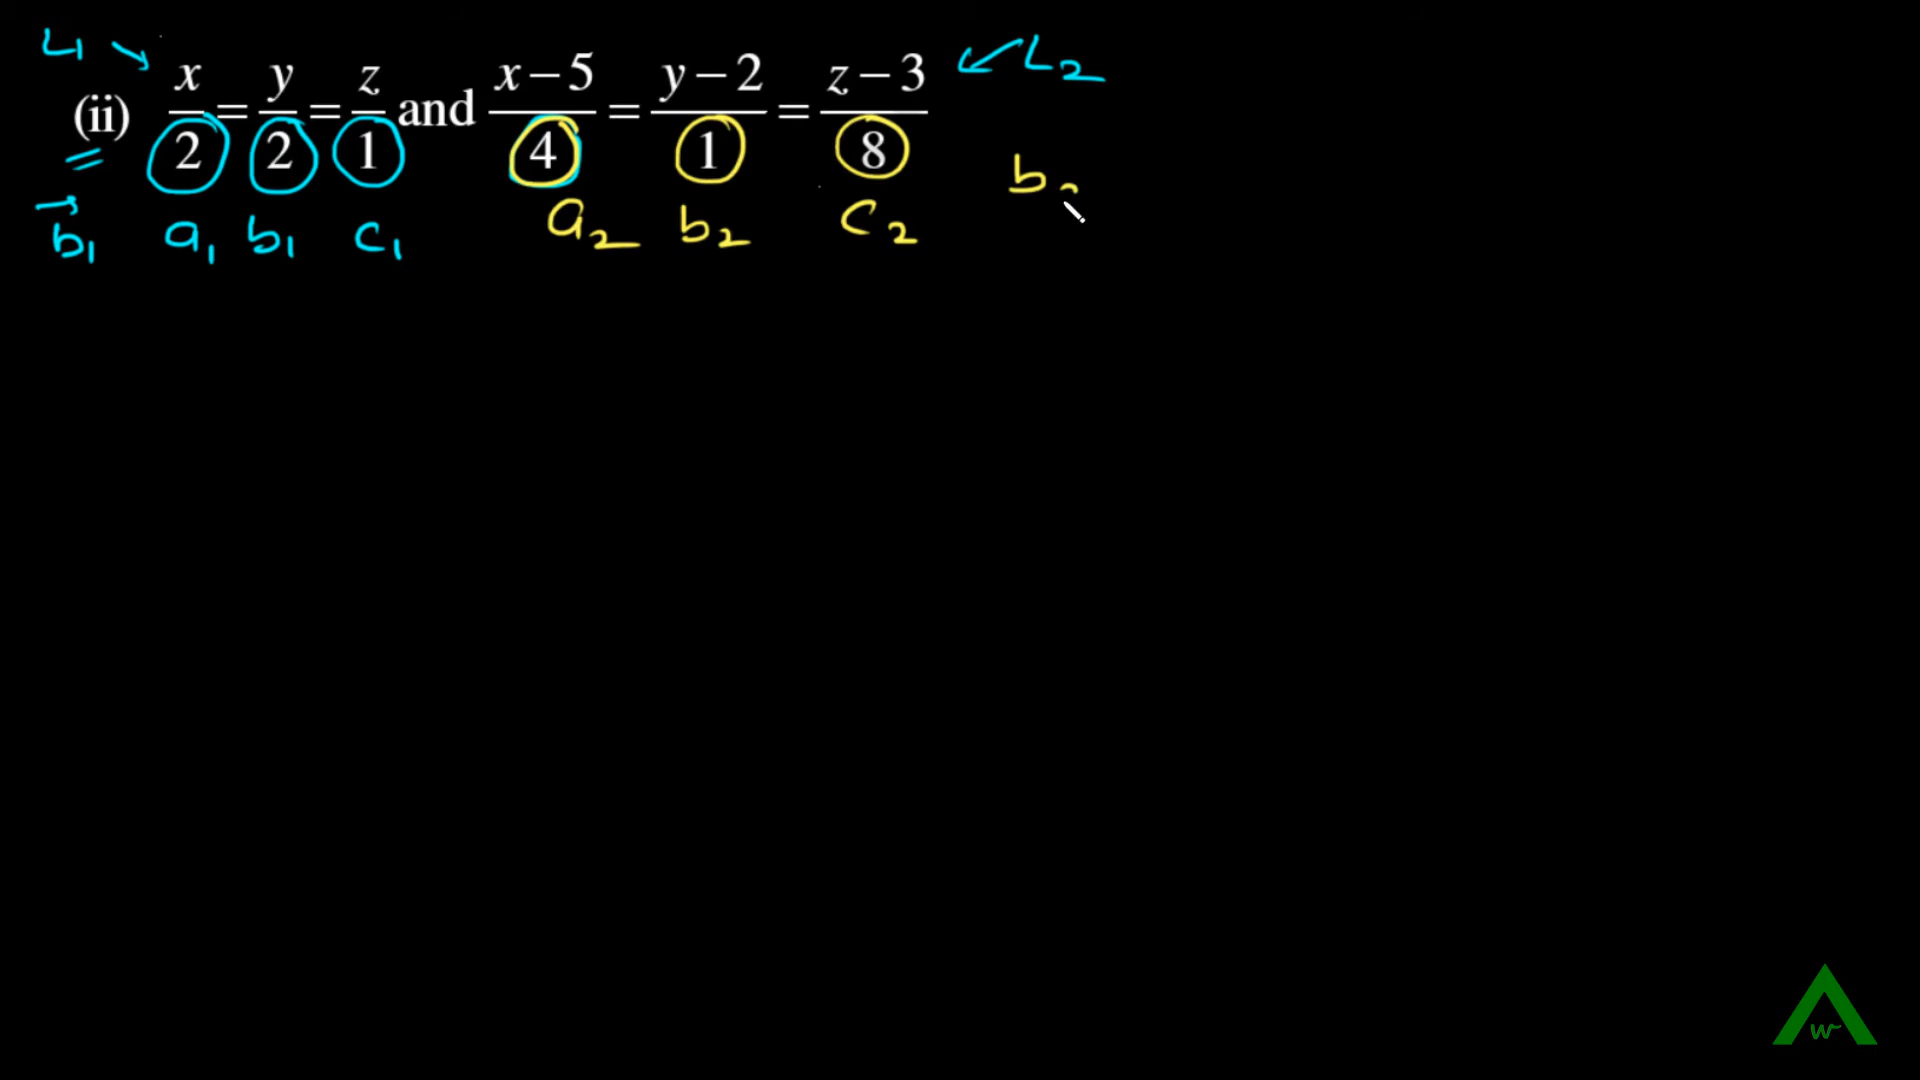 L1 → L2
(ii) x/2 = y/2 = z/1 and x − 5/4 = y − 2/1 = z − 3/8
b₁ a₁ b₁ c₁ a₂ b₂ c₂ b₂
w